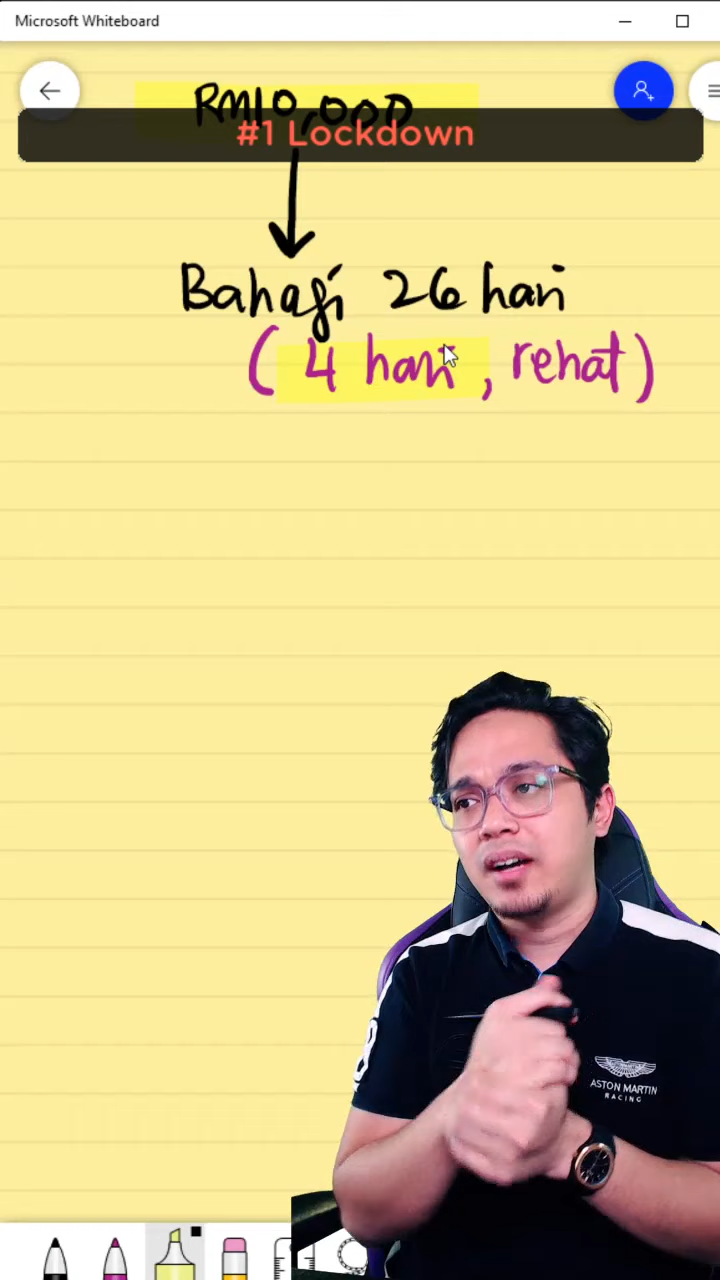 Microsoft Whiteboard
RM10,000
#1 Lockdown
Bahagi 26 hari
(4 hari, rehat)
ASTON MARTIN
RACING